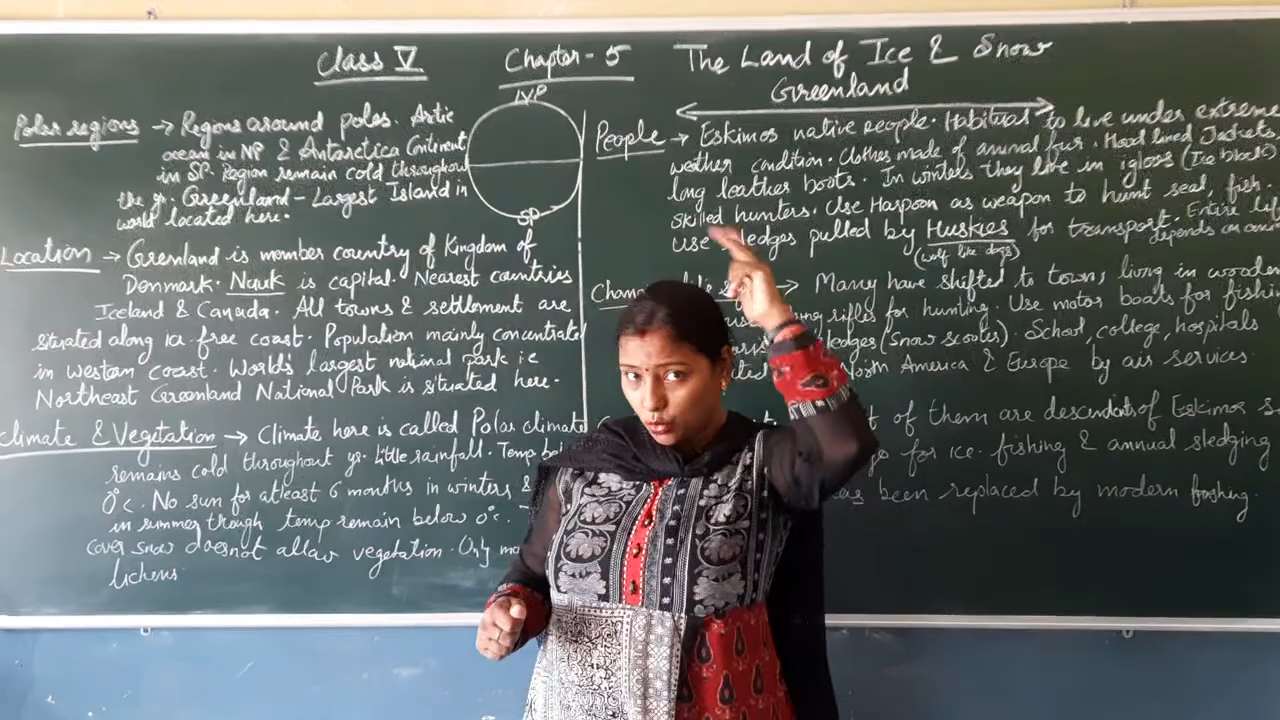 Class V
Chapter - 5
The Land of Ice & Snow
Greenland
NP
SP
Polar regions → Regions around poles. Artic
ocean in NP & Antarctica Continent
in SP. Region remain cold throughout
the yr. Greenland - Largest Island in
world located here.
Location → Greenland is member country of Kingdom of
Denmark. Nuuk is capital. Nearest countries
Iceland & Canada. All towns & settlement are
situated along ice free coast. Population mainly concentrated
in western coast. World's largest national park ie
Northeast Greenland National Park is situated here.
Climate & Vegetation → Climate here is called Polar climate
remains cold throughout yr. Little rainfall. Temp
0°c. No sun for atleast 6 months in winters &
in summer though temp remain below 0°c.
cover snow doesnot allow vegetation. Only
lichens
People → Eskimos native people. Habitual to live under extreme
wether condition. Clothes made of animal fur. Hood lined Jackets
long leather boots. In winters they live in igloos (Ice block)
skilled hunters. Use Harpoon as weapon to hunt seal, fish.
use sledges pulled by Huskies for transport. Entire
(wolf like dogs)
depends on
→ Many have shifted to towns, living in wooden
rifles for hunting. Use motor boats for
(Snow scooter). School, college, hospitals
North America & Europe by air services.
of them are descendents of Eskimos
for ice-fishing & annual sledging
has been replaced by modern